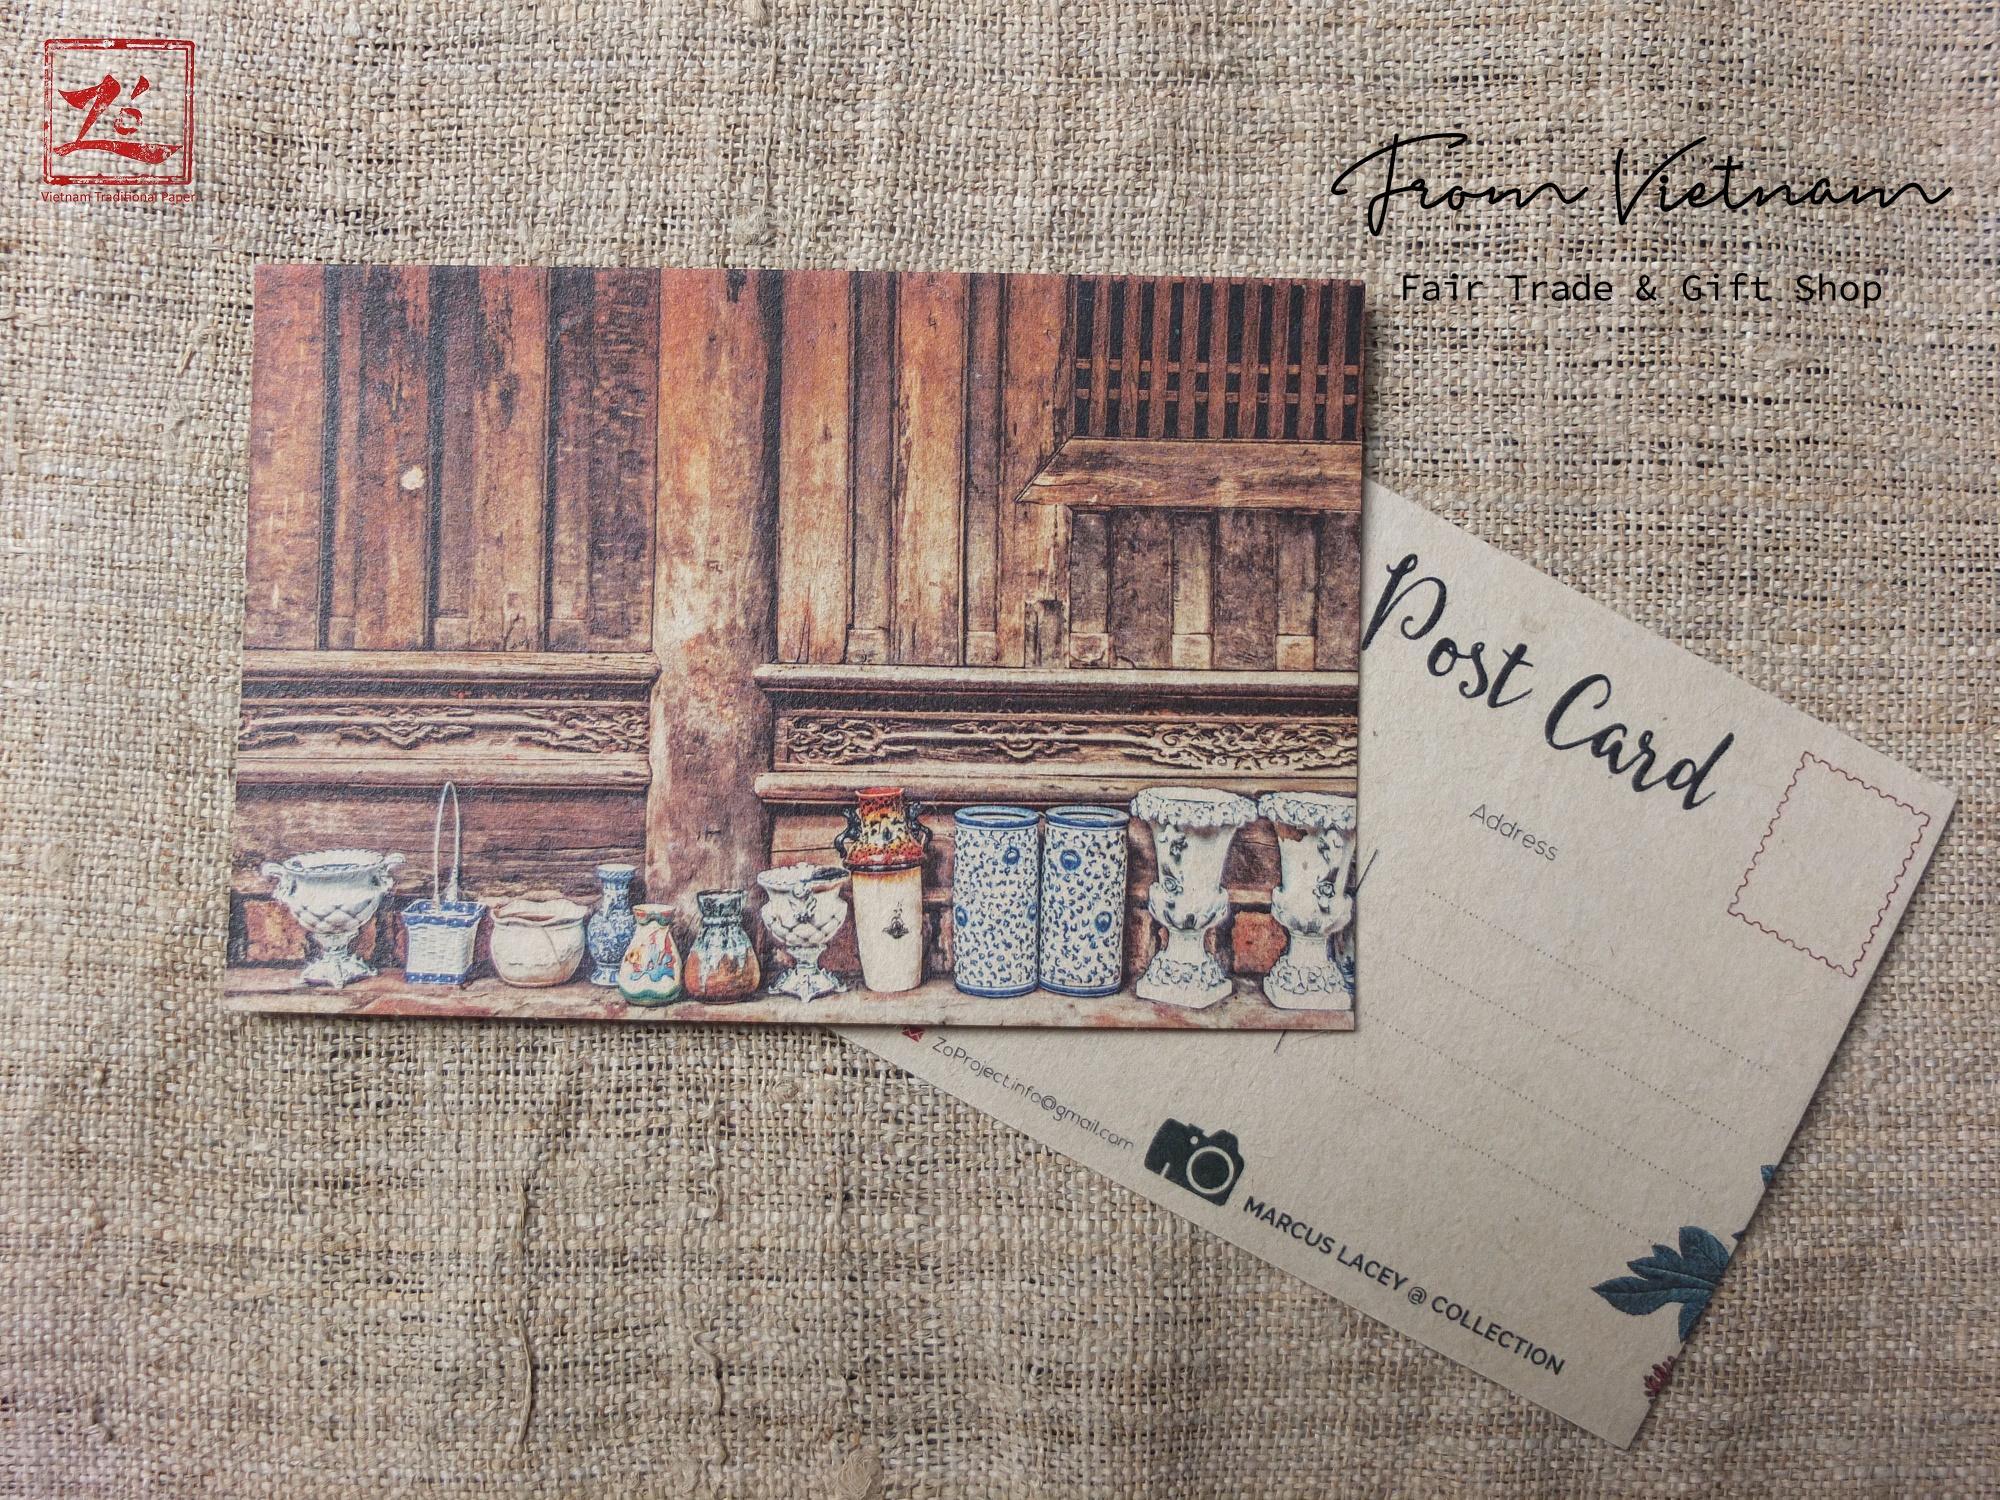 Zó
Vietnam Traditional Paper
From Vietnam
Fair Trade & Gift Shop
Post Card
Address
ZoProject.info@gmail.com
MARCUS LACEY @ COLLECTION